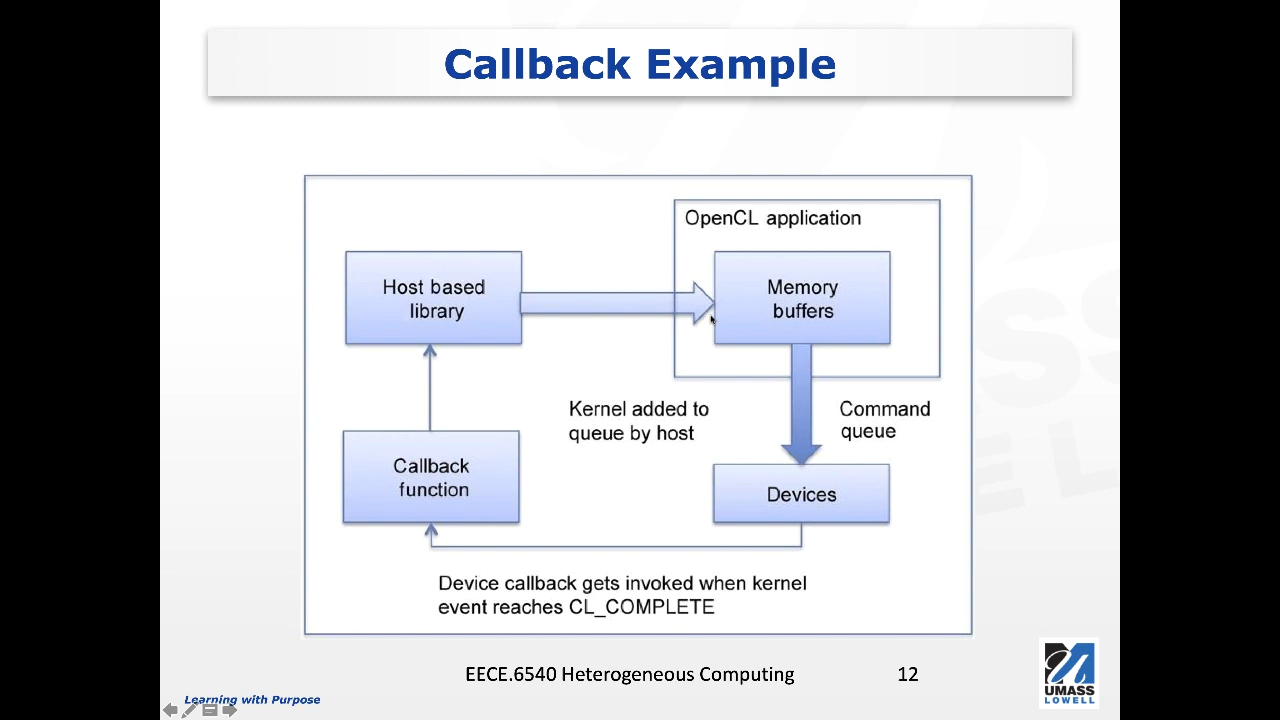 Callback Example
OpenCL application
Host based
library
Memory
buffers
Kernel added to
queue by host
Command
queue
Callback
function
Devices
Device callback gets invoked when kernel
event reaches CL_COMPLETE
EECE.6540 Heterogeneous Computing
12
Learning with Purpose
UMASS
LOWELL